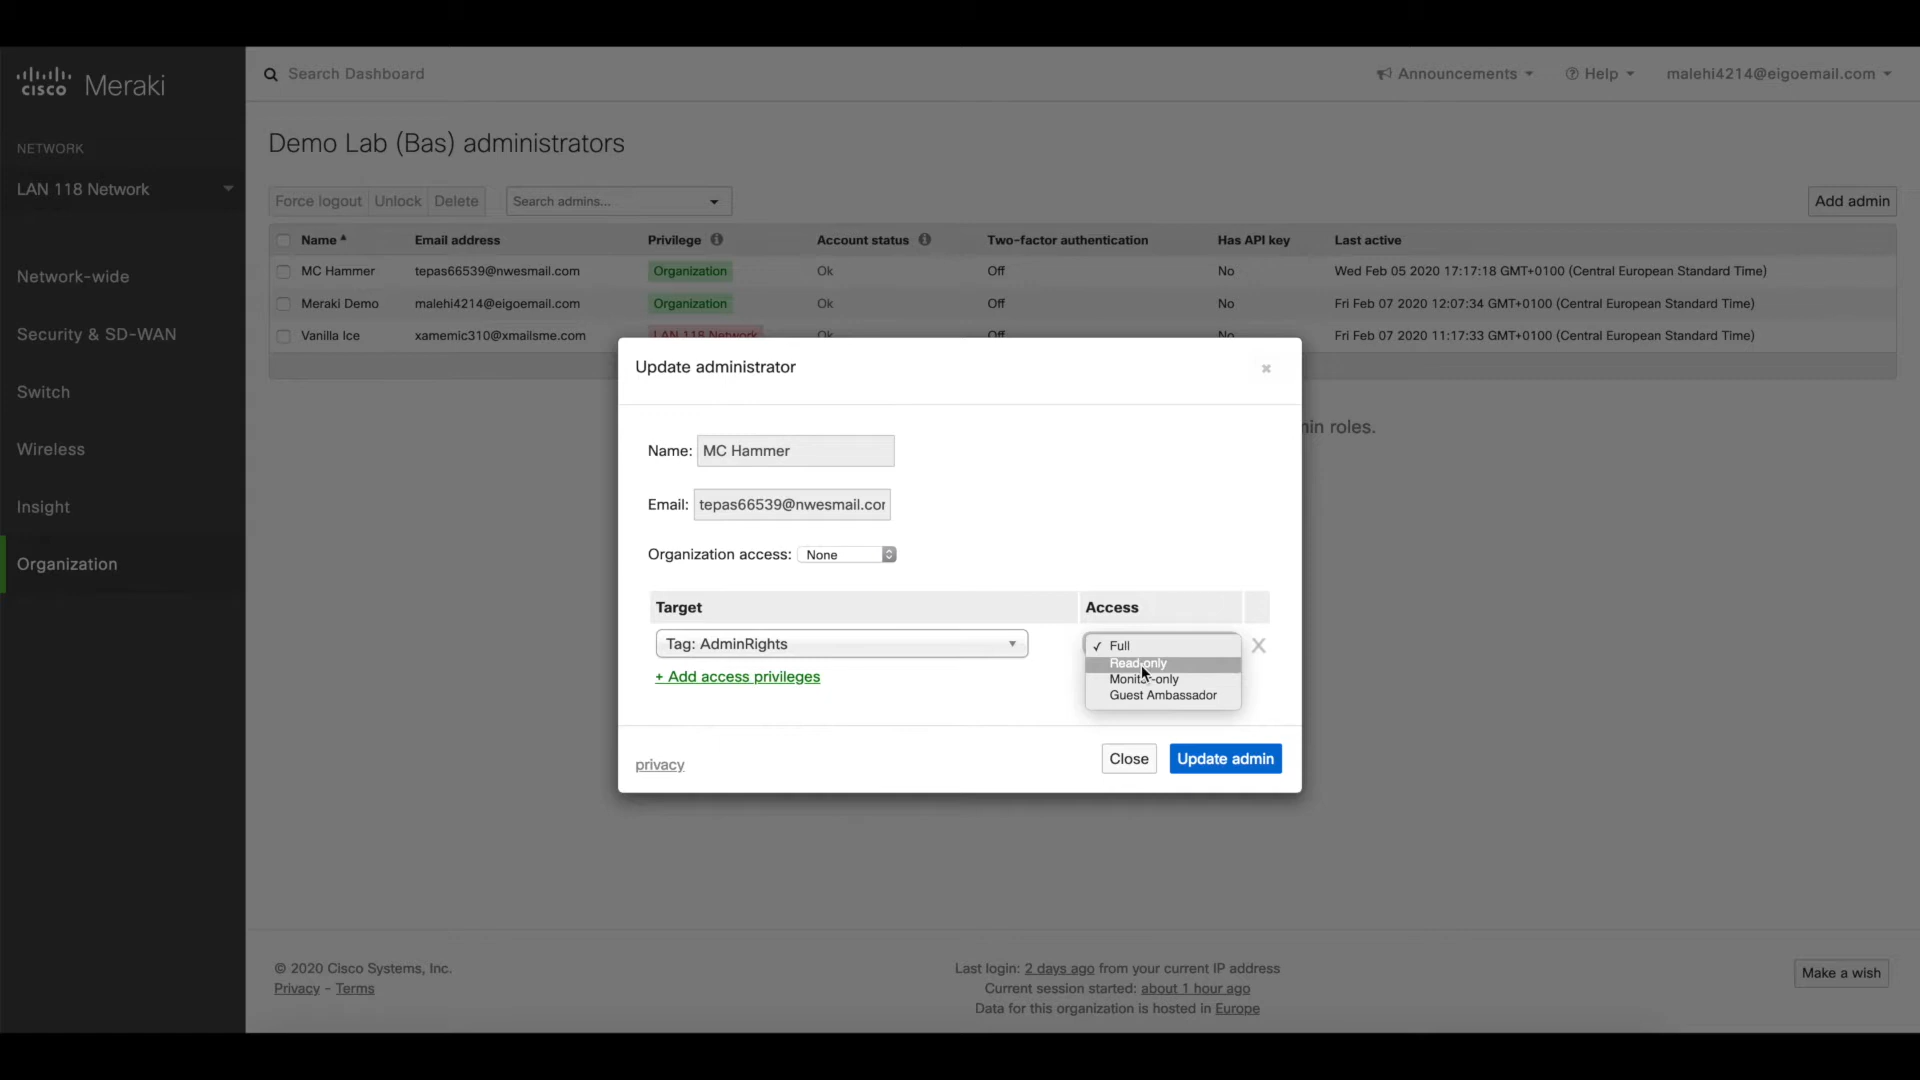 cisco Meraki
Search Dashboard
Announcements
Help
malehi4214@eigoemail.com
NETWORK
LAN 118 Network
Network-wide
Security & SD-WAN
Switch
Wireless
Insight
Organization
Demo Lab (Bas) administrators
Force logout Unlock Delete
Search admins...
Add admin
Name Email address Privilege Account status Two-factor authentication Has API key Last active
MC Hammer tepas66539@nwesmail.com Organization Ok Off No Wed Feb 05 2020 17:17:18 GMT+0100 (Central European Standard Time)
Meraki Demo malehi4214@eigoemail.com Organization Ok Off No Fri Feb 07 2020 12:07:34 GMT+0100 (Central European Standard Time)
Vanilla Ice xamemic310@xmailsme.com LAN 118 Network Ok Off No Fri Feb 07 2020 11:17:33 GMT+0100 (Central European Standard Time)
roles.
Update administrator
Name: MC Hammer
Email: tepas66539@nwesmail.cor
Organization access: None
Target Access
Tag: AdminRights
✓ Full
X
Read-only
Monitor-only
Guest Ambassador
+ Add access privileges
privacy
Close
Update admin
© 2020 Cisco Systems, Inc.
Privacy - Terms
Last login: 2 days ago from your current IP address
Current session started: about 1 hour ago
Data for this organization is hosted in Europe
Make a wish